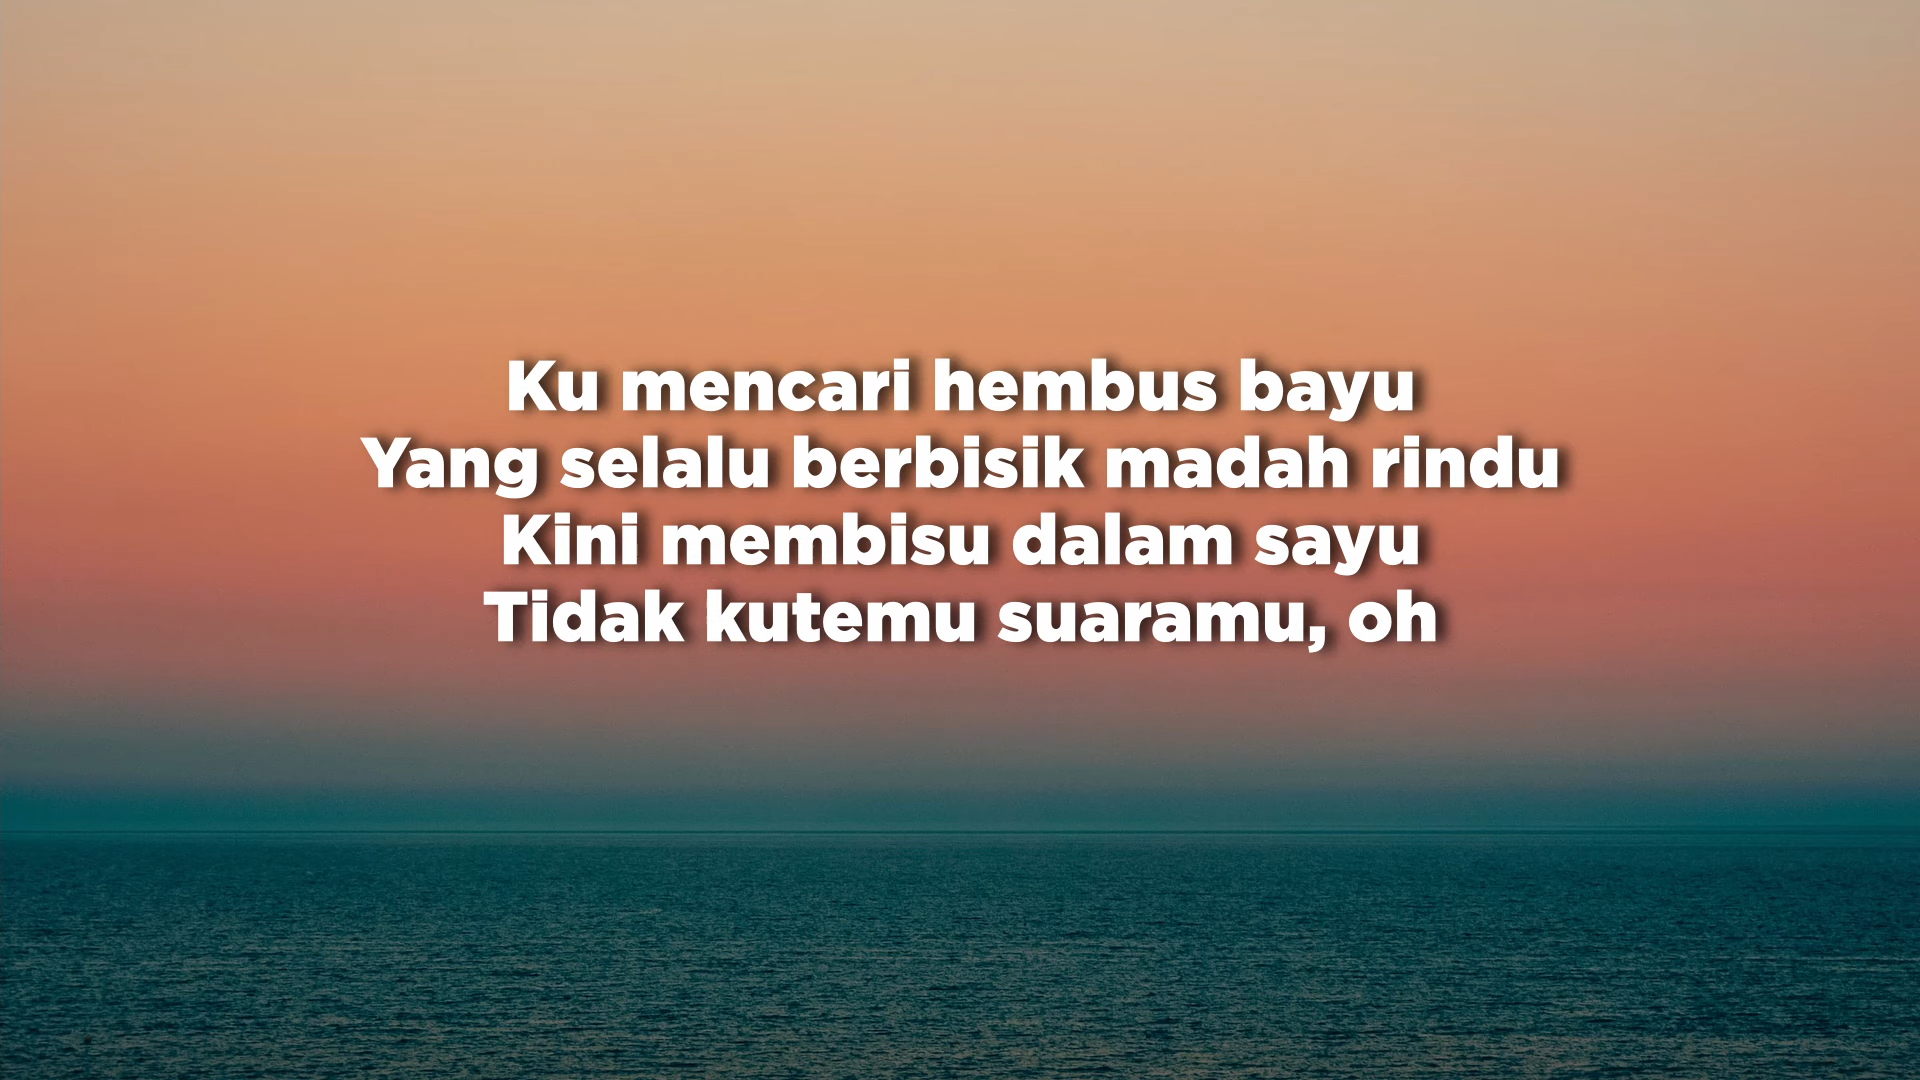 Ku mencari hembus bayu
Yang selalu berbisik madah rindu
Kini membisu dalam sayu
Tidak kutemu suaramu, oh